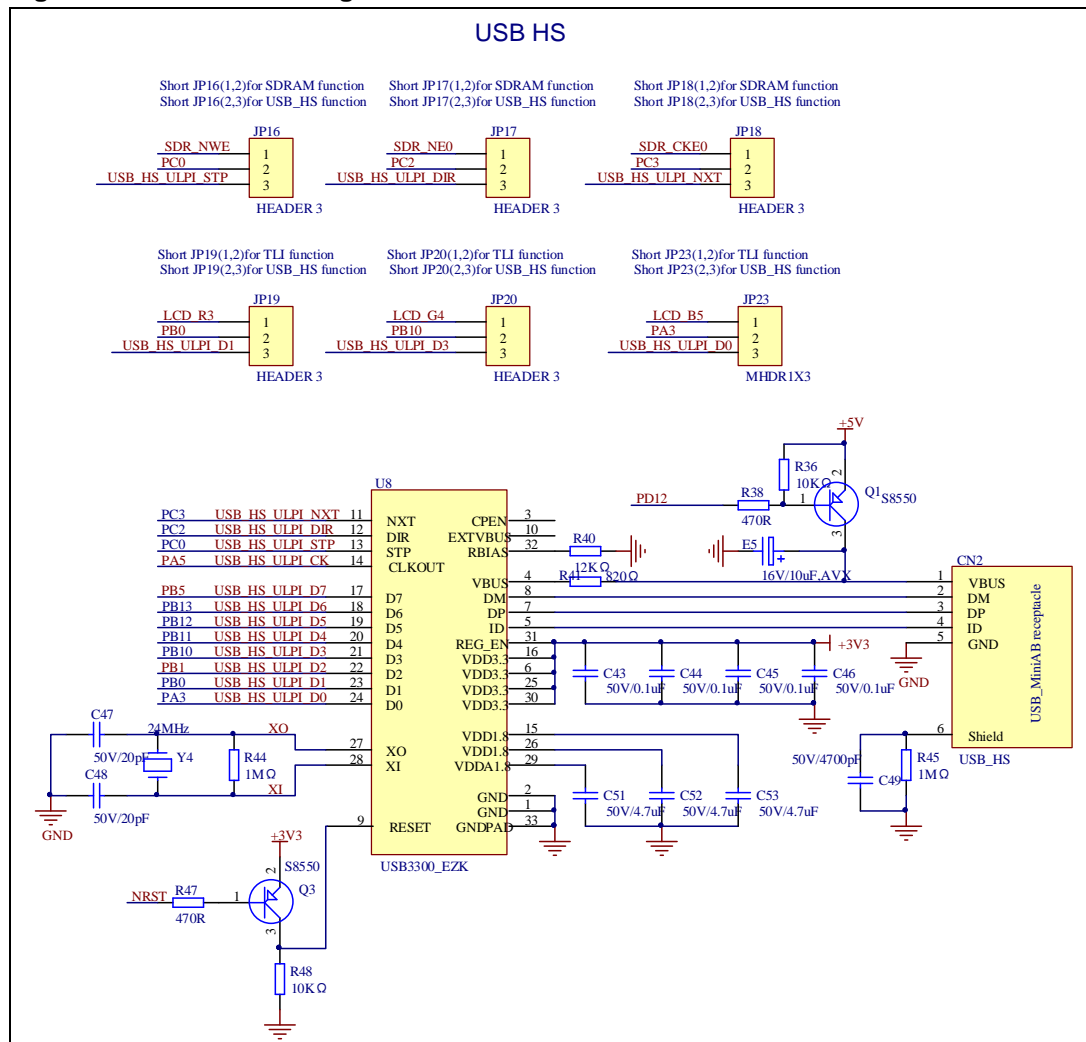 USB HS
Short JP16(1,2)for SDRAM function
Short JP16(2,3)for USB_HS function
Short JP17(1,2)for SDRAM function
Short JP17(2,3)for USB_HS function
Short JP18(1,2)for SDRAM function
Short JP18(2,3)for USB_HS function
JP16
SDR_NWE 1
PC0 2
USB_HS_ULPI_STP 3
HEADER 3
JP17
SDR_NE0 1
PC2 2
USB_HS_ULPI_DIR 3
HEADER 3
JP18
SDR_CKE0 1
PC3 2
USB_HS_ULPI_NXT 3
HEADER 3
Short JP19(1,2)for TLI function
Short JP19(2,3)for USB_HS function
Short JP20(1,2)for TLI function
Short JP20(2,3)for USB_HS function
Short JP23(1,2)for TLI function
Short JP23(2,3)for USB_HS function
JP19
LCD_R3 1
PB0 2
USB_HS_ULPI_D1 3
HEADER 3
JP20
LCD_G4 1
PB10 2
USB_HS_ULPI_D3 3
HEADER 3
JP23
LCD_B5 1
PA3 2
USB_HS_ULPI_D0 3
MHDR1X3
+5V
R36
10KΩ
2
Q1
S8550
PD12
R38
470R
1
3
E5
16V/10uF,AVX
U8
PC3 USB_HS_ULPI_NXT 11 NXT
PC2 USB_HS_ULPI_DIR 12 DIR
PC0 USB_HS_ULPI_STP 13 STP
PA5 USB_HS_ULPI_CK 14 CLKOUT
PB5 USB_HS_ULPI_D7 17 D7
PB13 USB_HS_ULPI_D6 18 D6
PB12 USB_HS_ULPI_D5 19 D5
PB11 USB_HS_ULPI_D4 20 D4
PB10 USB_HS_ULPI_D3 21 D3
PB1 USB_HS_ULPI_D2 22 D2
PB0 USB_HS_ULPI_D1 23 D1
PA3 USB_HS_ULPI_D0 24 D0
27 XO
28 XI
9 RESET
CPEN 3
EXTVBUS 10
RBIAS 32
VBUS 4
DM 8
DP 7
ID 5
REG_EN 31
VDD3.3 16
VDD3.3 6
VDD3.3 25
VDD3.3 30
VDD1.8 15
VDD1.8 26
VDDA1.8 29
GND 2
GND 1
GNDPAD 33
USB3300_EZK
R40
12KΩ
R41 820Ω
CN2
1 VBUS
2 DM
3 DP
4 ID
5 GND
6 Shield
USB_MiniAB receptacle
USB_HS
GND
+3V3
C43
50V/0.1uF
C44
50V/0.1uF
C45
50V/0.1uF
C46
50V/0.1uF
C47
50V/20pF
24MHz
Y4
XO
R44
1MΩ
XI
C48
50V/20pF
GND
C51
50V/4.7uF
C52
50V/4.7uF
C53
50V/4.7uF
50V/4700pF
C49
R45
1MΩ
+3V3
S8550
2
Q3
NRST
R47
470R
1
3
R48
10KΩ